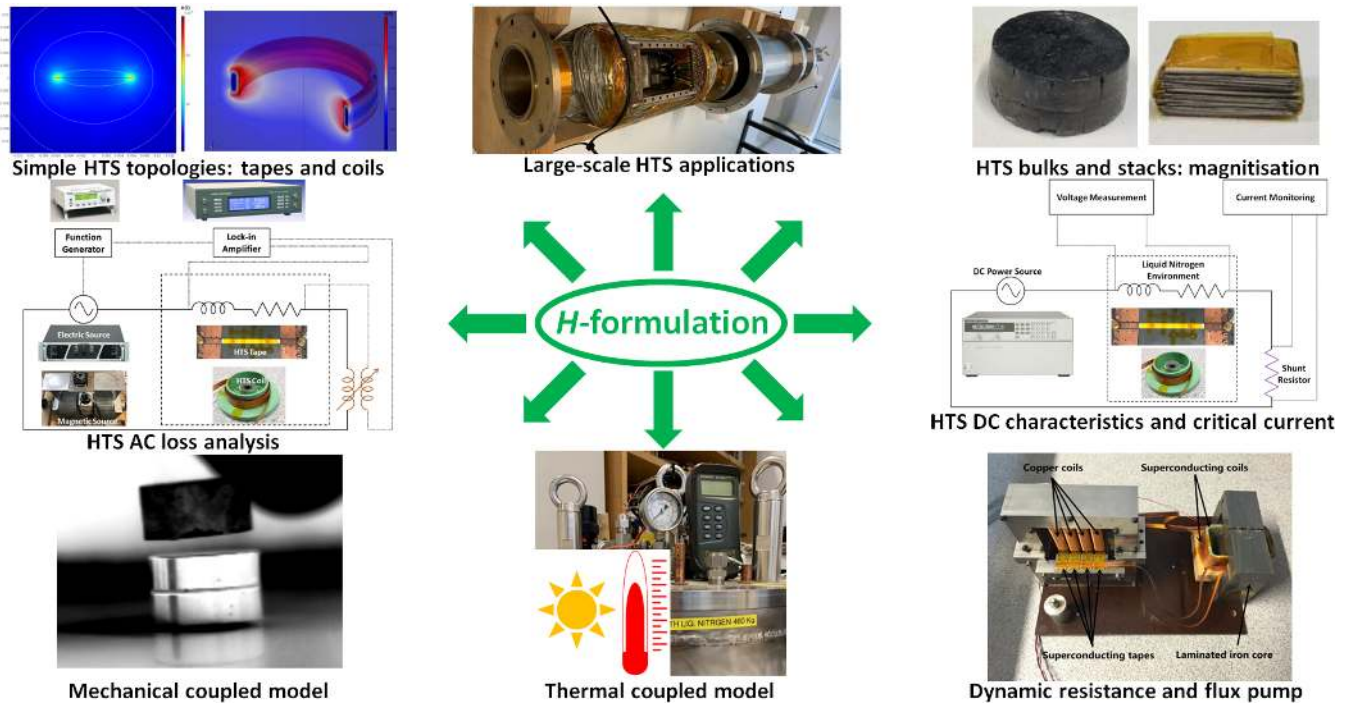 Simple HTS topologies: tapes and coils
Large-scale HTS applications
HTS bulks and stacks: magnitisation
Function
Generator
Lock-in
Amplifier
Electric Source
HTS Tape
HTS Coil
Magnetic Source
HTS AC loss analysis
H-formulation
Voltage Measurement
Current Monitoring
DC Power Source
Liquid Nitrogen
Environment
Shunt
Resistor
HTS DC characteristics and critical current
Mechanical coupled model
TH LIQ. NITRGEN 460 Kg
Thermal coupled model
Copper coils
Superconducting coils
Superconducting tapes
Laminated iron core
Dynamic resistance and flux pump